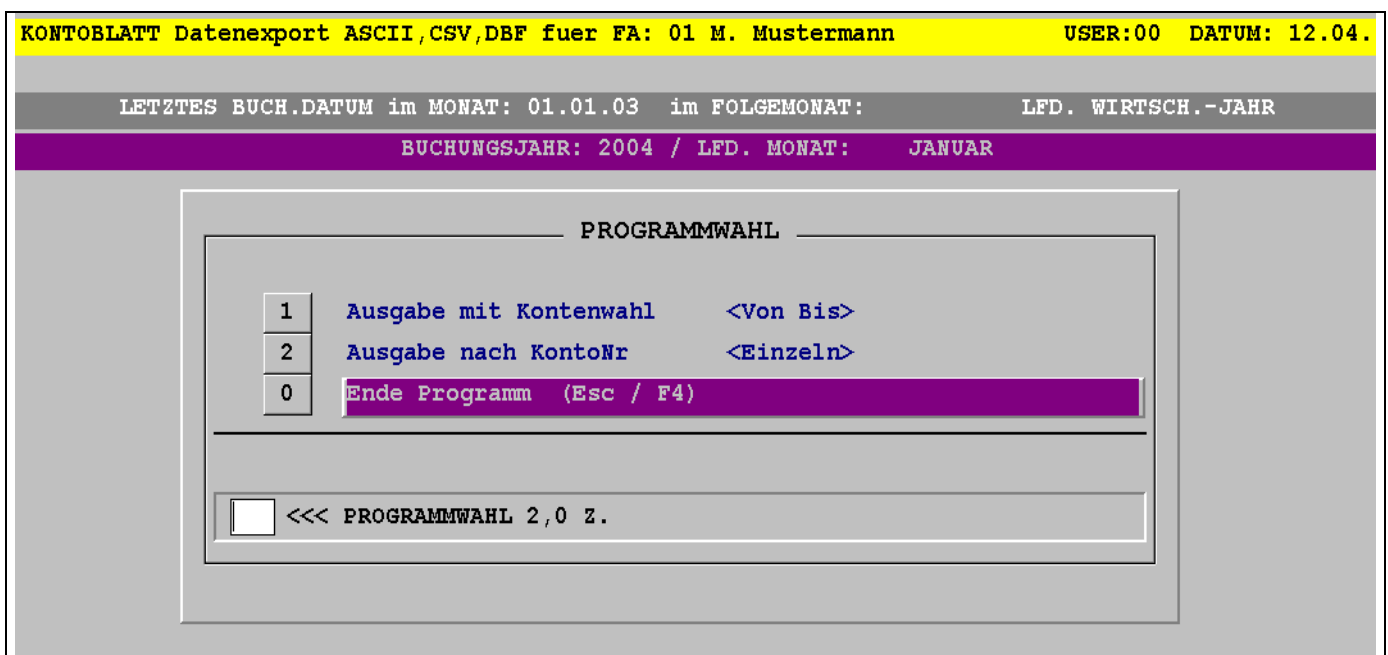 KONTOBLATT Datenexport ASCII,CSV,DBF fuer FA: 01 M. Mustermann USER:00 DATUM: 12.04.
LETZTES BUCH.DATUM im MONAT: 01.01.03 im FOLGEMONAT: LFD. WIRTSCH.-JAHR
BUCHUNGSJAHR: 2004 / LFD. MONAT: JANUAR
PROGRAMMWAHL
1 Ausgabe mit Kontenwahl <Von Bis>
2 Ausgabe nach KontoNr <Einzeln>
0 Ende Programm (Esc / F4)
<<< PROGRAMMWAHL 2,0 Z.